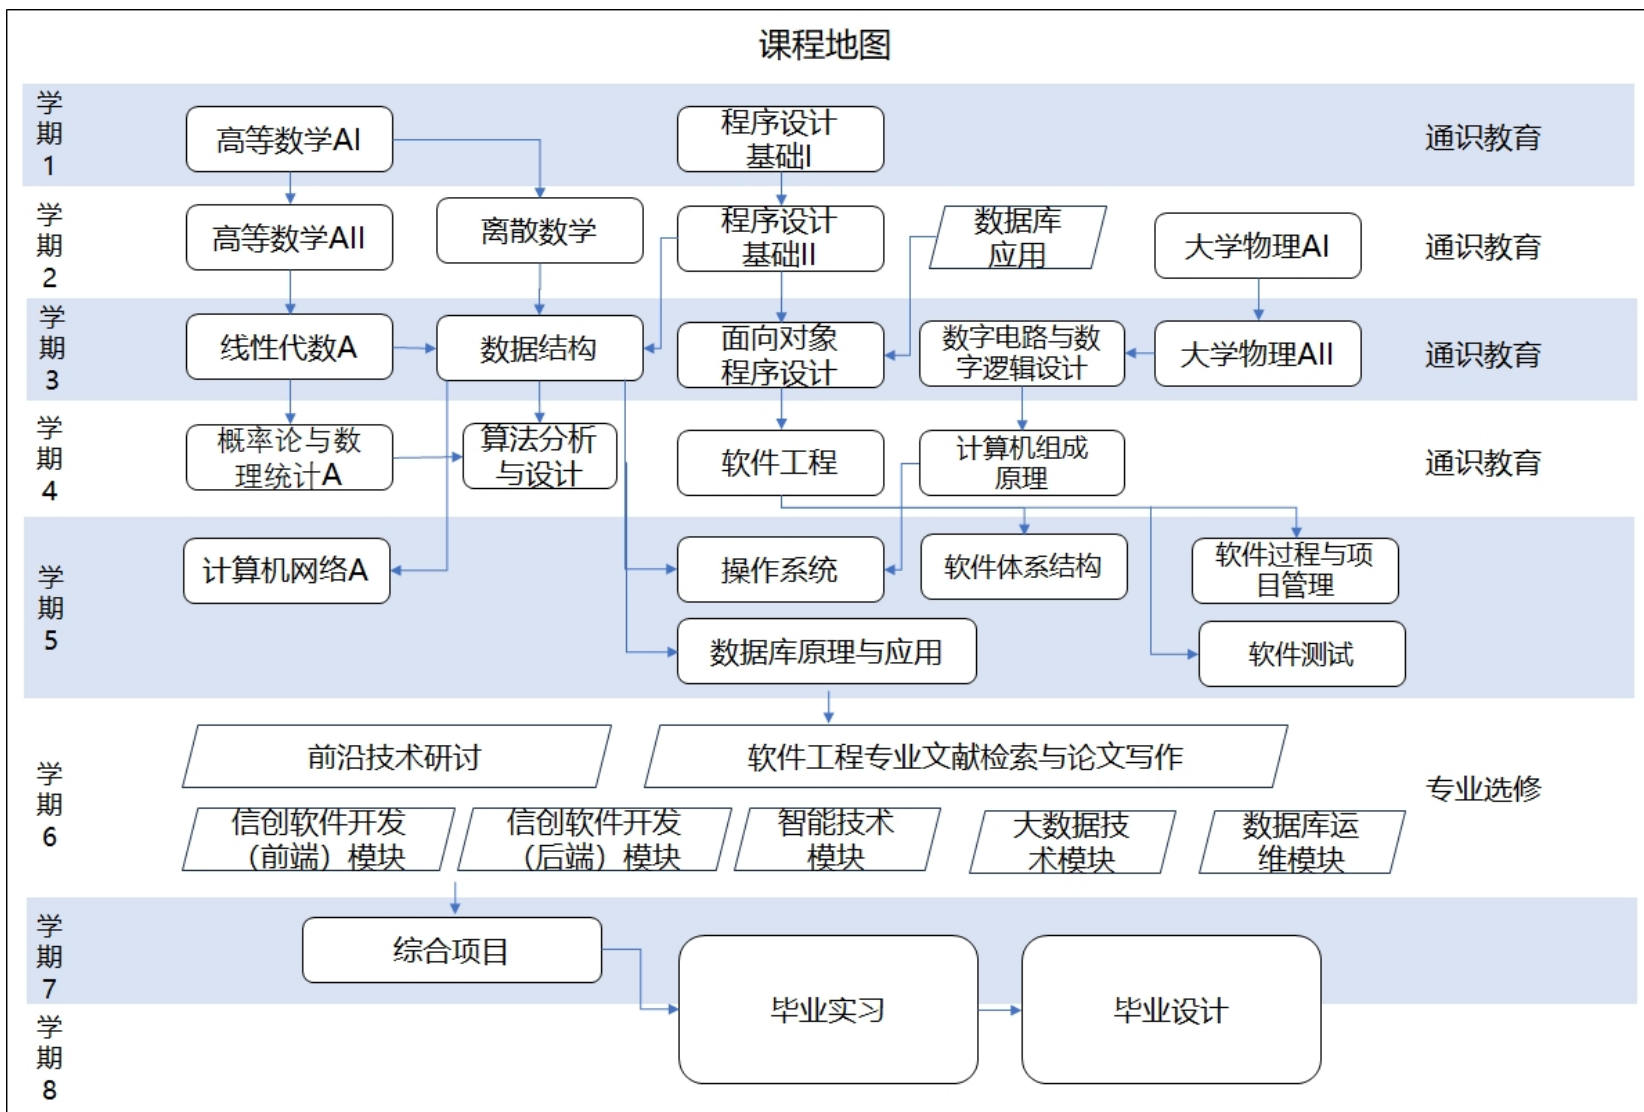 课程地图
学
期
1
高等数学AI
程序设计
基础I
通识教育
学
期
2
高等数学AII
离散数学
程序设计
基础II
数据库
应用
大学物理AI
通识教育
学
期
3
线性代数A
数据结构
面向对象
程序设计
数字电路与数
字逻辑设计
大学物理AII
通识教育
学
期
4
概率论与数
理统计A
算法分析
与设计
软件工程
计算机组成
原理
通识教育
学
期
5
计算机网络A
操作系统
软件体系结构
软件过程与项
目管理
数据库原理与应用
软件测试
学
期
6
前沿技术研讨
软件工程专业文献检索与论文写作
专业选修
信创软件开发
（前端）模块
信创软件开发
（后端）模块
智能技术
模块
大数据技
术模块
数据库运
维模块
学
期
7
综合项目
毕业实习
毕业设计
学
期
8